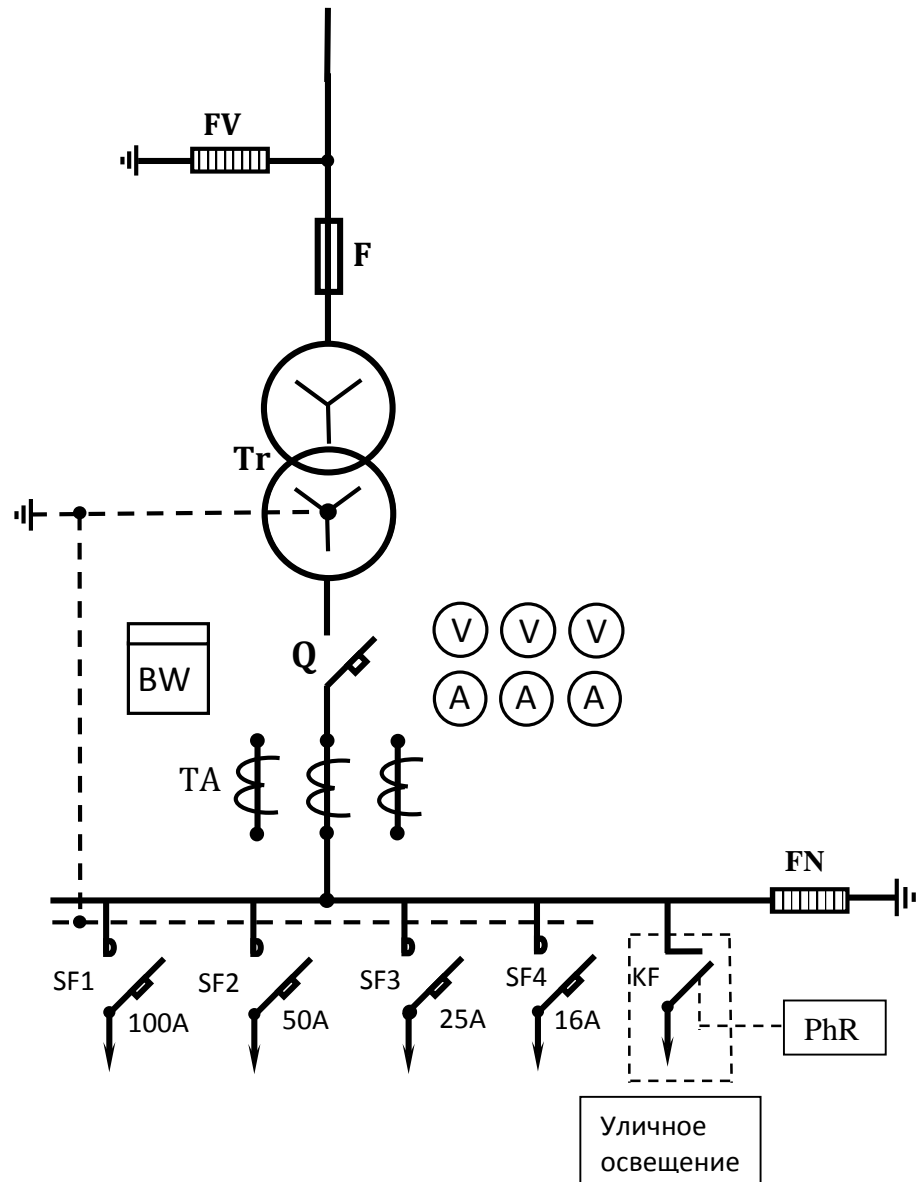 FV
F
Tr
Q
V V V
BW
A A A
TA
FN
SF1 SF2 SF3 SF4 KF
100A 50A 25A 16A
PhR
Уличное
освещение